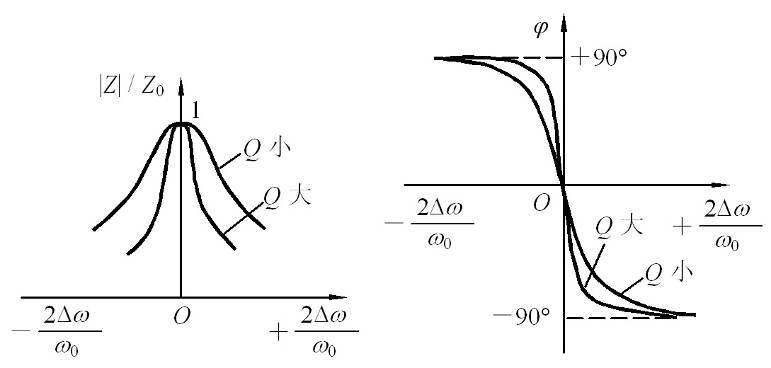 |Z| / Z₀
1
Q 小
Q 大
O
− 2Δω/ω₀
+ 2Δω/ω₀
φ
+90°
O
− 2Δω/ω₀
+ 2Δω/ω₀
Q 大
Q 小
−90°